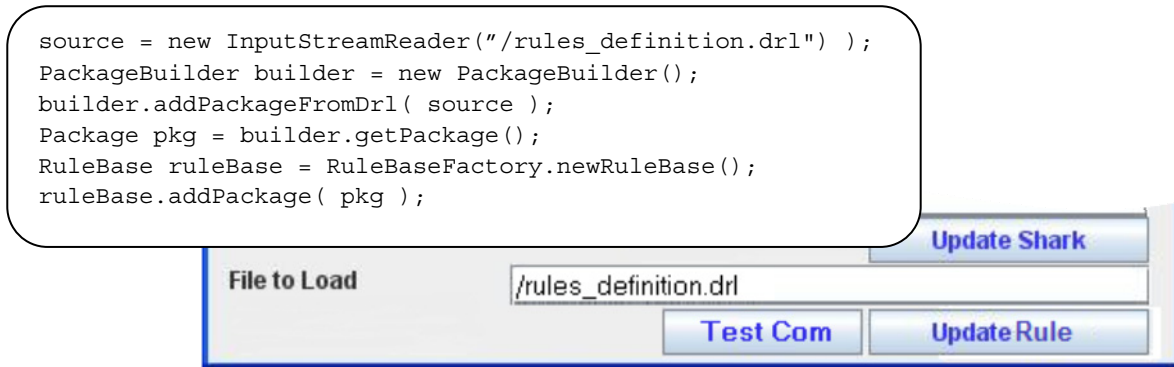 source = new InputStreamReader(”/rules_definition.drl") );
PackageBuilder builder = new PackageBuilder();
builder.addPackageFromDrl( source );
Package pkg = builder.getPackage();
RuleBase ruleBase = RuleBaseFactory.newRuleBase();
ruleBase.addPackage( pkg );
Update Shark
File to Load /rules_definition.drl
Test Com Update Rule